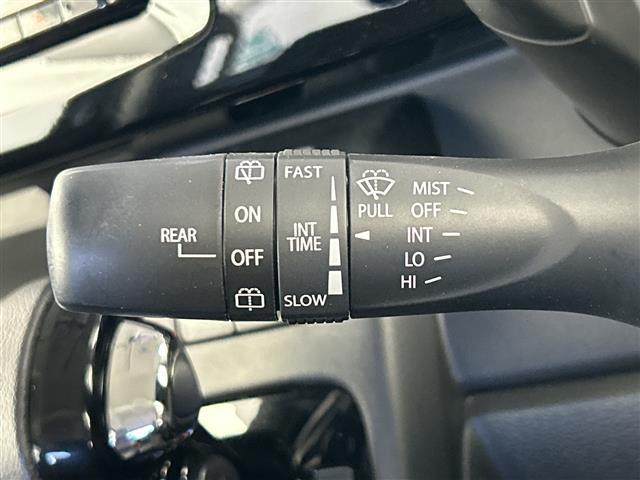 REAR
ON
OFF
FAST
INT
TIME
SLOW
PULL
MIST
OFF
INT
LO
HI